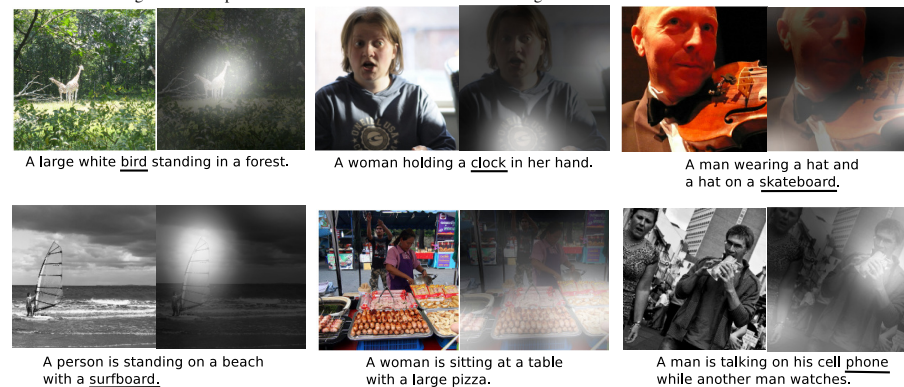 A large white bird standing in a forest.
A woman holding a clock in her hand.
A man wearing a hat and
a hat on a skateboard.
A person is standing on a beach
with a surfboard.
A woman is sitting at a table
with a large pizza.
A man is talking on his cell phone
while another man watches.